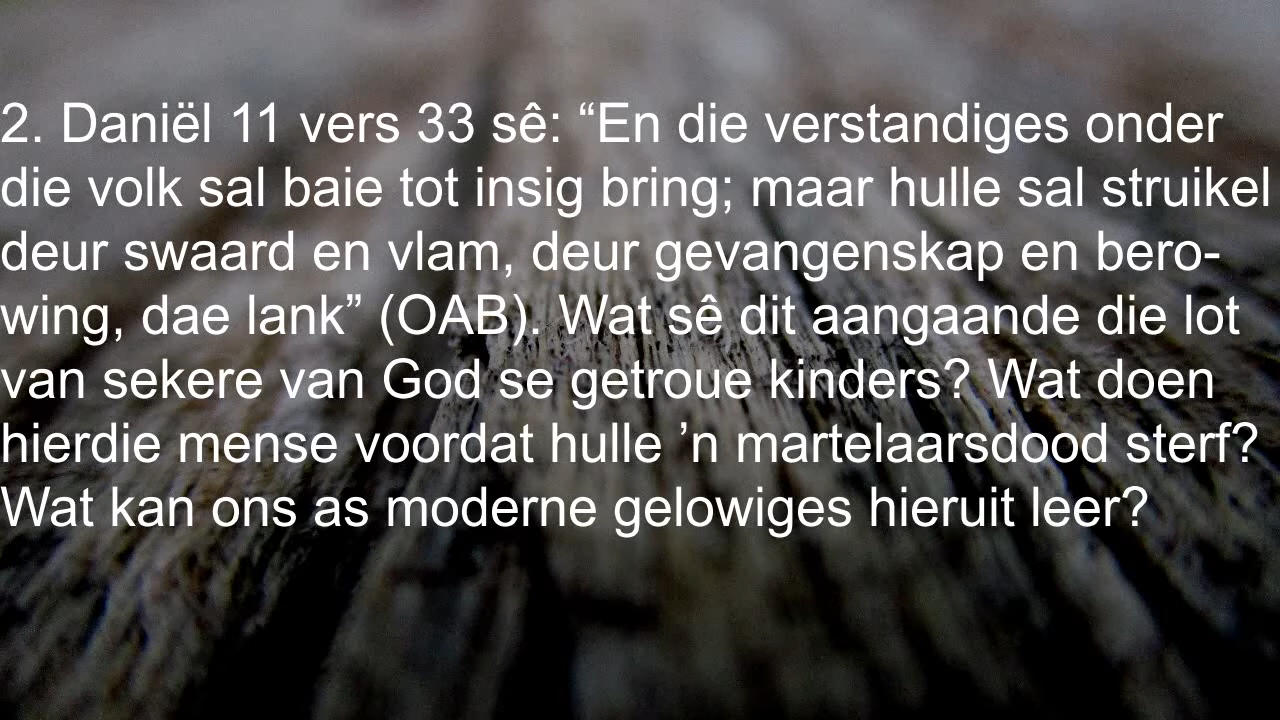 2. Daniël 11 vers 33 sê: “En die verstandiges onder
die volk sal baie tot insig bring; maar hulle sal struikel
deur swaard en vlam, deur gevangenskap en bero-
wing, dae lank” (OAB). Wat sê dit aangaande die lot
van sekere van God se getroue kinders? Wat doen
hierdie mense voordat hulle ’n martelaarsdood sterf?
Wat kan ons as moderne gelowiges hieruit leer?